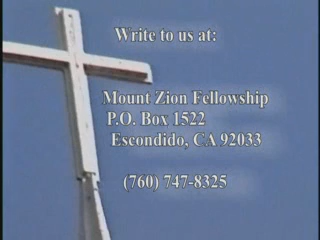 Write to us at:
Mount Zion Fellowship
P.O. Box 1522
Escondido, CA 92033
(760) 747-8325